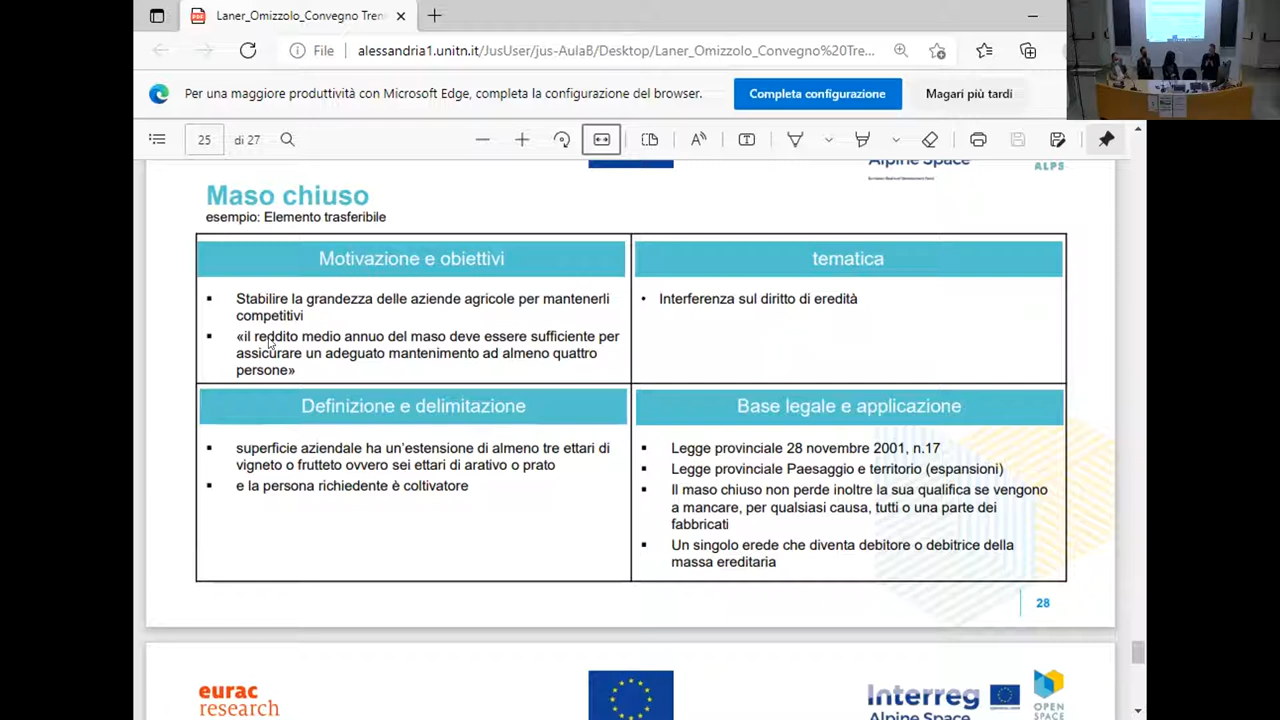 Laner_Omizzolo_Convegno Tren
File
alessandria1.unitn.it/JusUser/jus-AulaB/Desktop/Laner_Omizzolo_Convegno%20Tre...
Per una maggiore produttività con Microsoft Edge, completa la configurazione del browser.
Completa configurazione
Magari più tardi
25 di 27
Alpine Space
ALPS
Maso chiuso
esempio: Elemento trasferibile
Motivazione e obiettivi
▪ Stabilire la grandezza delle aziende agricole per mantenerli
competitivi
▪ «il reddito medio annuo del maso deve essere sufficiente per
assicurare un adeguato mantenimento ad almeno quattro
persone»
tematica
• Interferenza sul diritto di eredità
Definizione e delimitazione
▪ superficie aziendale ha un'estensione di almeno tre ettari di
vigneto o frutteto ovvero sei ettari di arativo o prato
▪ e la persona richiedente è coltivatore
Base legale e applicazione
▪ Legge provinciale 28 novembre 2001, n.17
▪ Legge provinciale Paesaggio e territorio (espansioni)
▪ Il maso chiuso non perde inoltre la sua qualifica se vengono
a mancare, per qualsiasi causa, tutti o una parte dei
fabbricati
▪ Un singolo erede che diventa debitore o debitrice della
massa ereditaria
28
eurac
research
Interreg
Alpine Space
OPEN
SPACE